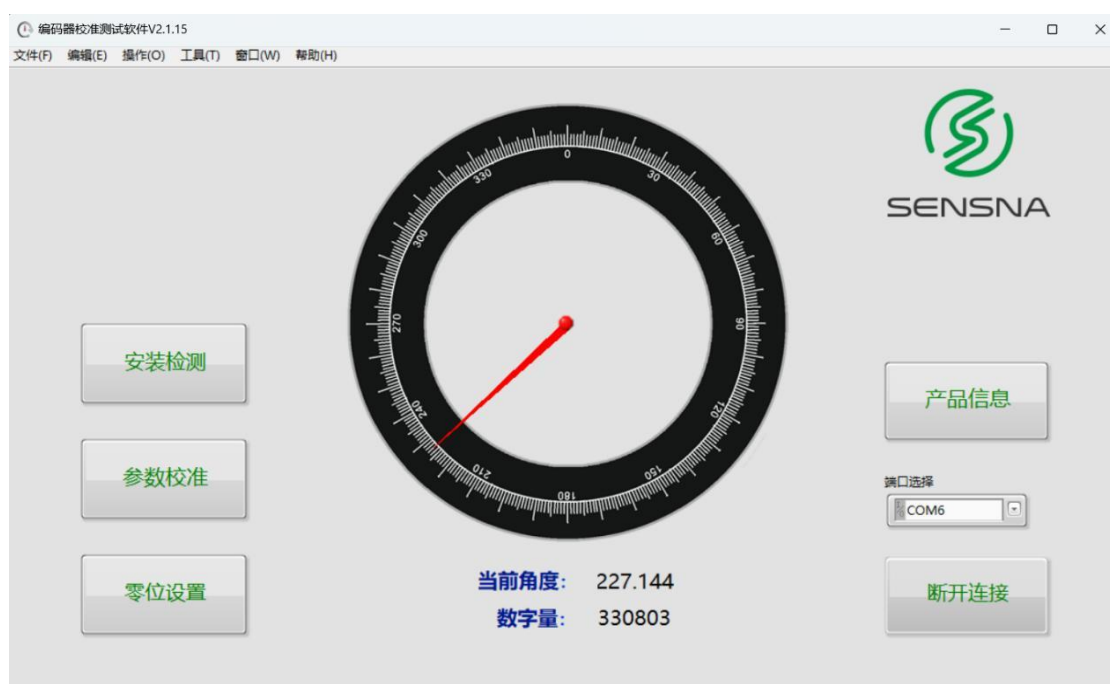 编码器校准测试软件V2.1.15
文件(F) 编辑(E) 操作(O) 工具(T) 窗口(W) 帮助(H)
SENSNA
0
30
60
90
120
150
180
210
240
270
300
330
安装检测
参数校准
零位设置
产品信息
端口选择
COM6
断开连接
当前角度: 227.144
数字量: 330803